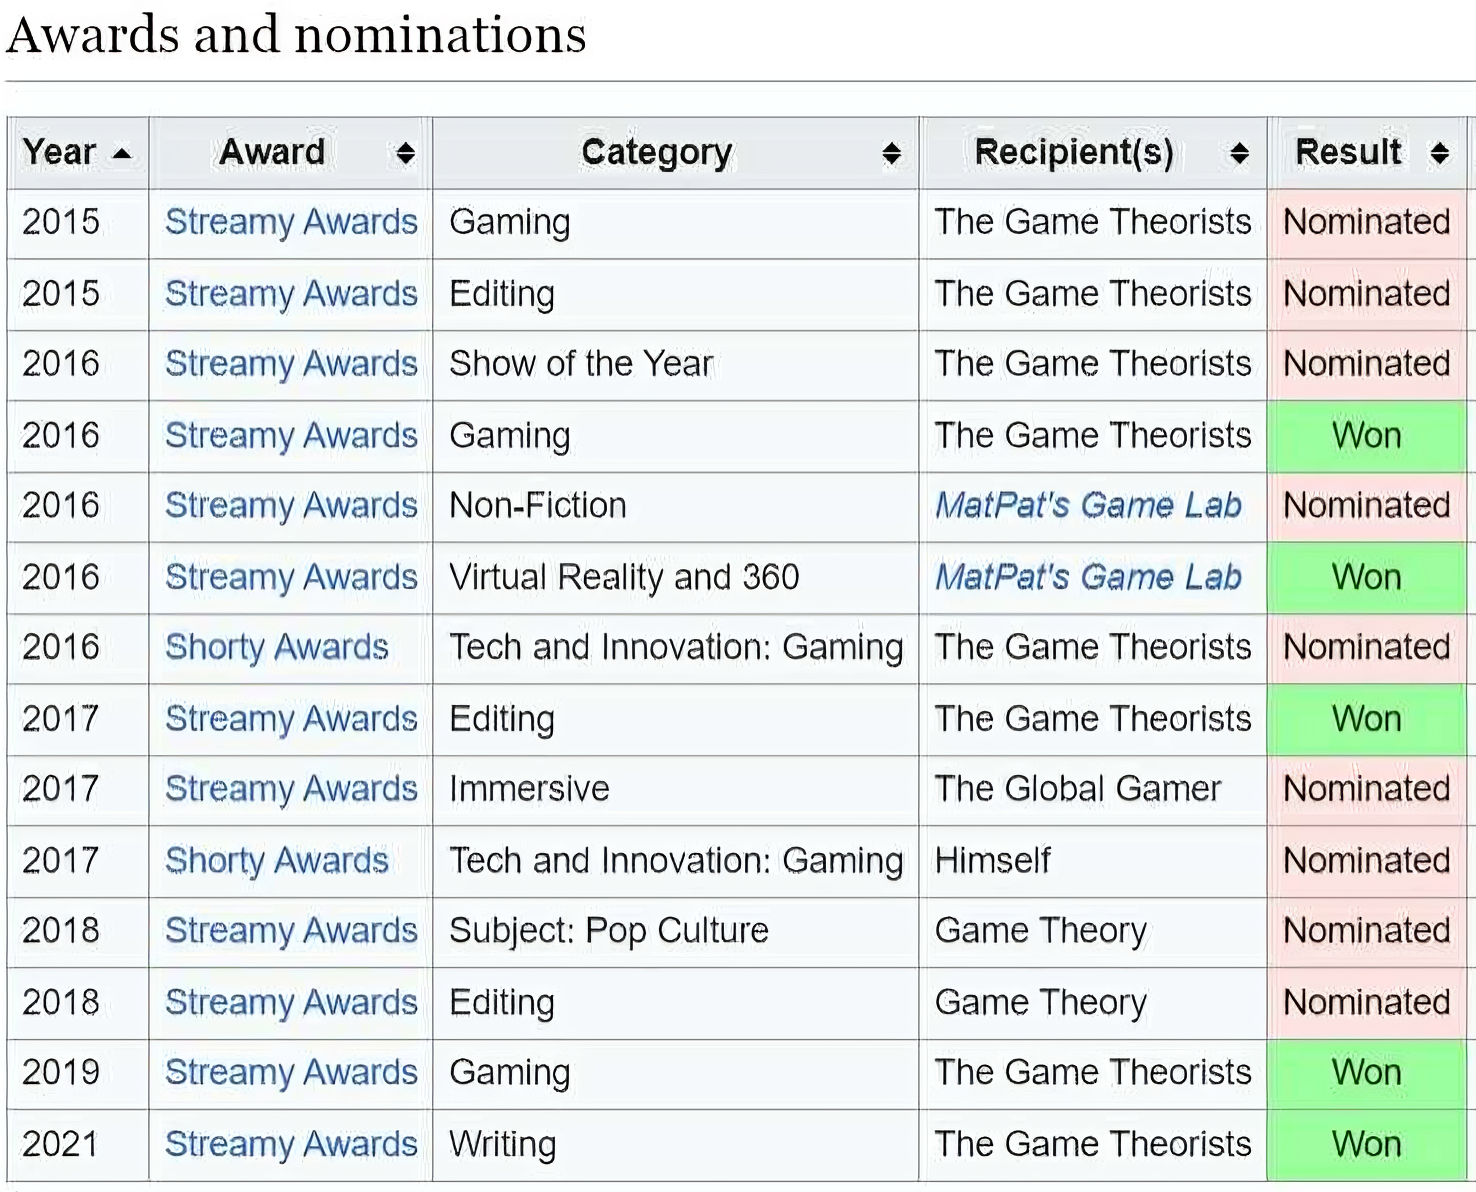 Awards and nominations
Year Award Category Recipient(s) Result
2015 Streamy Awards Gaming The Game Theorists Nominated
2015 Streamy Awards Editing The Game Theorists Nominated
2016 Streamy Awards Show of the Year The Game Theorists Nominated
2016 Streamy Awards Gaming The Game Theorists Won
2016 Streamy Awards Non-Fiction MatPat's Game Lab Nominated
2016 Streamy Awards Virtual Reality and 360 MatPat's Game Lab Won
2016 Shorty Awards Tech and Innovation: Gaming The Game Theorists Nominated
2017 Streamy Awards Editing The Game Theorists Won
2017 Streamy Awards Immersive The Global Gamer Nominated
2017 Shorty Awards Tech and Innovation: Gaming Himself Nominated
2018 Streamy Awards Subject: Pop Culture Game Theory Nominated
2018 Streamy Awards Editing Game Theory Nominated
2019 Streamy Awards Gaming The Game Theorists Won
2021 Streamy Awards Writing The Game Theorists Won